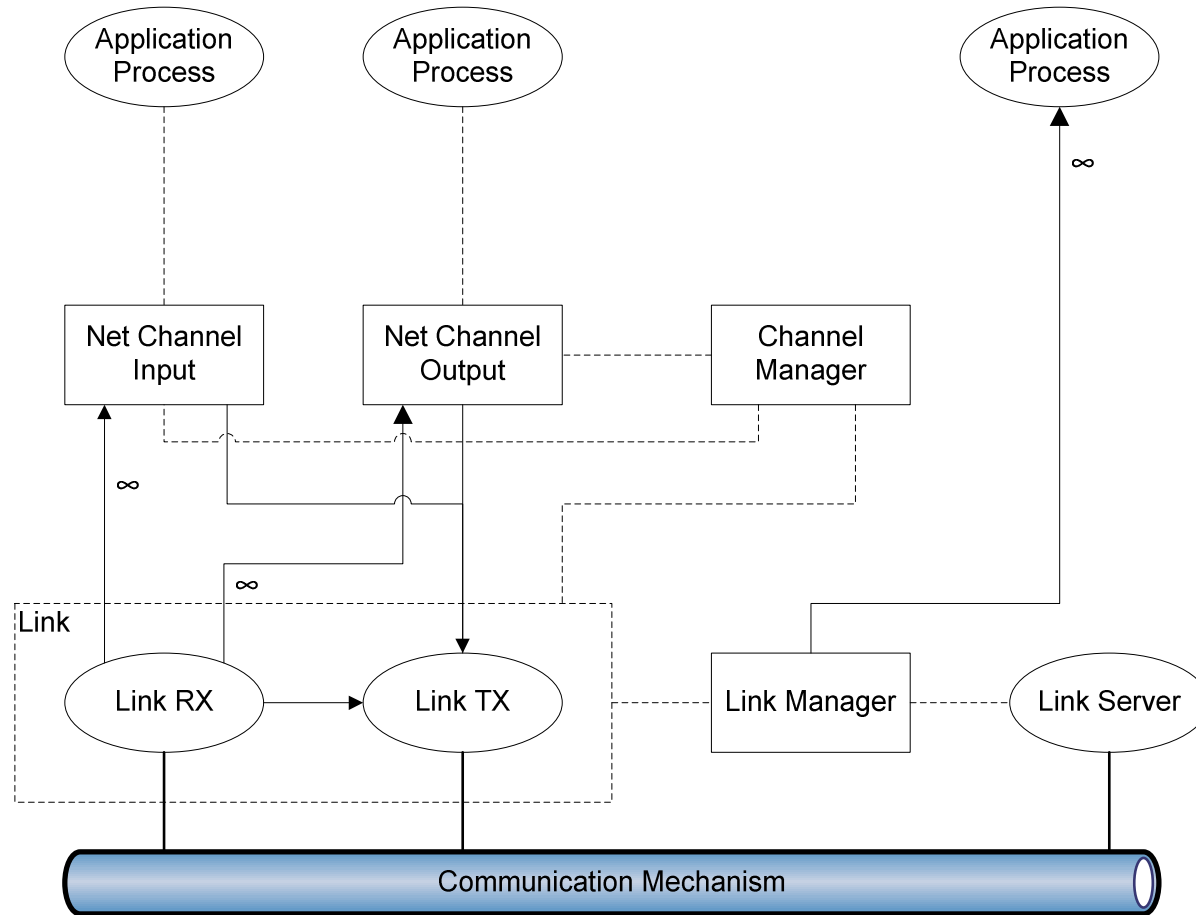 Application
Process
Application
Process
Application
Process
∞
Net Channel
Input
Net Channel
Output
Channel
Manager
∞
∞
Link
Link RX
Link TX
Link Manager
Link Server
Communication Mechanism